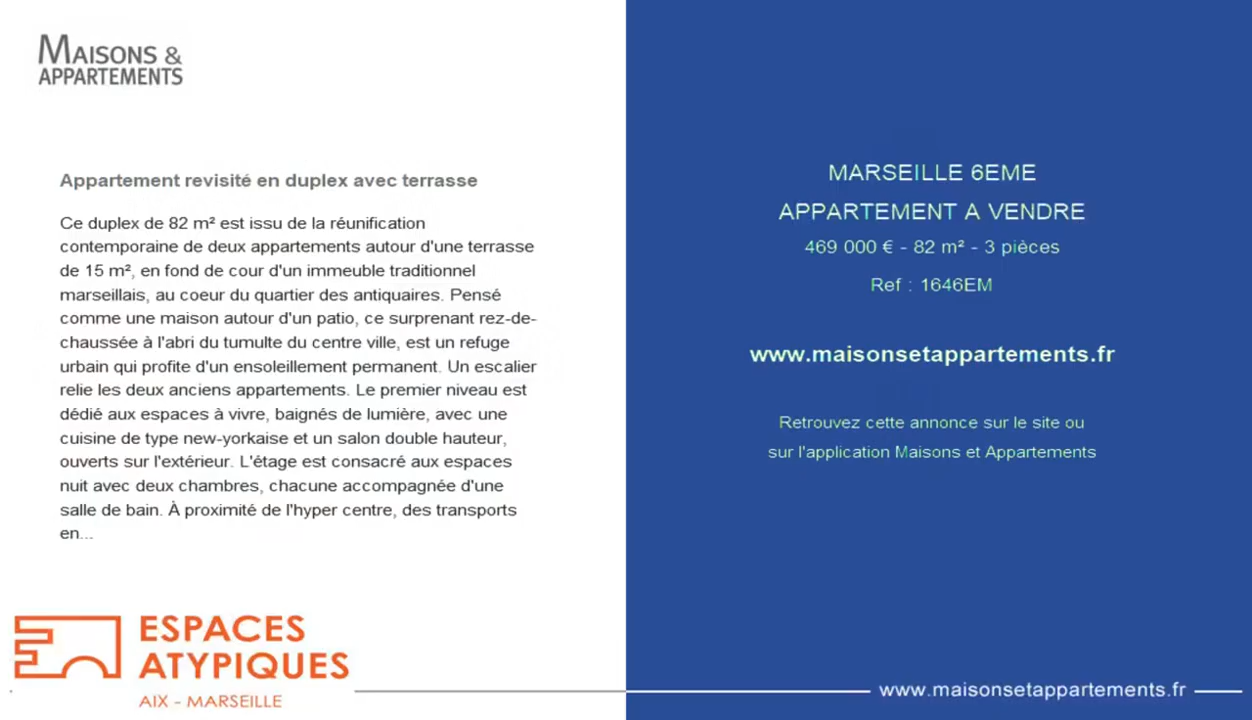 MAISONS &
APPARTEMENTS
Appartement revisité en duplex avec terrasse
Ce duplex de 82 m² est issu de la réunification
contemporaine de deux appartements autour d'une terrasse
de 15 m², en fond de cour d'un immeuble traditionnel
marseillais, au coeur du quartier des antiquaires. Pensé
comme une maison autour d'un patio, ce surprenant rez-de-
chaussée à l'abri du tumulte du centre ville, est un refuge
urbain qui profite d'un ensoleillement permanent. Un escalier
relie les deux anciens appartements. Le premier niveau est
dédié aux espaces à vivre, baignés de lumière, avec une
cuisine de type new-yorkaise et un salon double hauteur,
ouverts sur l'extérieur. L'étage est consacré aux espaces
nuit avec deux chambres, chacune accompagnée d'une
salle de bain. À proximité de l'hyper centre, des transports
en...
ESPACES
ATYPIQUES
AIX - MARSEILLE
MARSEILLE 6EME
APPARTEMENT A VENDRE
469 000 € - 82 m² - 3 pièces
Ref : 1646EM
www.maisonsetappartements.fr
Retrouvez cette annonce sur le site ou
sur l'application Maisons et Appartements
www.maisonsetappartements.fr